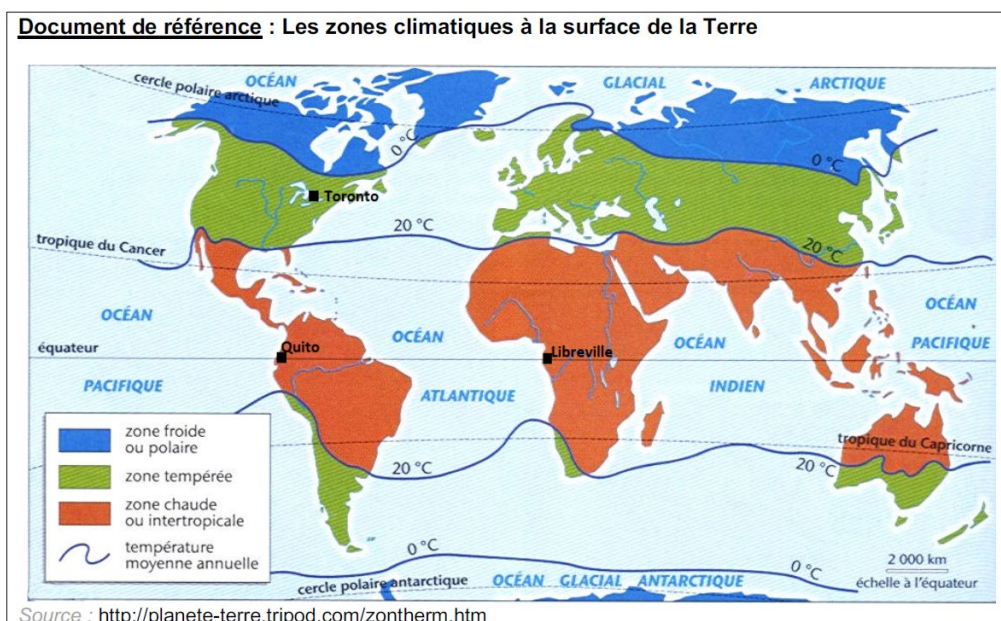 Document de référence : Les zones climatiques à la surface de la Terre
cercle polaire arctique
OCÉAN
GLACIAL
ARCTIQUE
0 °C
0 °C
Toronto
20 °C
tropique du Cancer
20 °C
OCÉAN
OCÉAN
OCÉAN
OCÉAN
équateur
Quito
Libreville
PACIFIQUE
PACIFIQUE
ATLANTIQUE
INDIEN
zone froide
ou polaire
zone tempérée
zone chaude
ou intertropicale
température
moyenne annuelle
tropique du Capricorne
20 °C
20 °C
0 °C
0 °C
cercle polaire antarctique
OCÉAN GLACIAL ANTARCTIQUE
2 000 km
échelle à l'équateur
Source : http://planete-terre.tripod.com/zontherm.htm